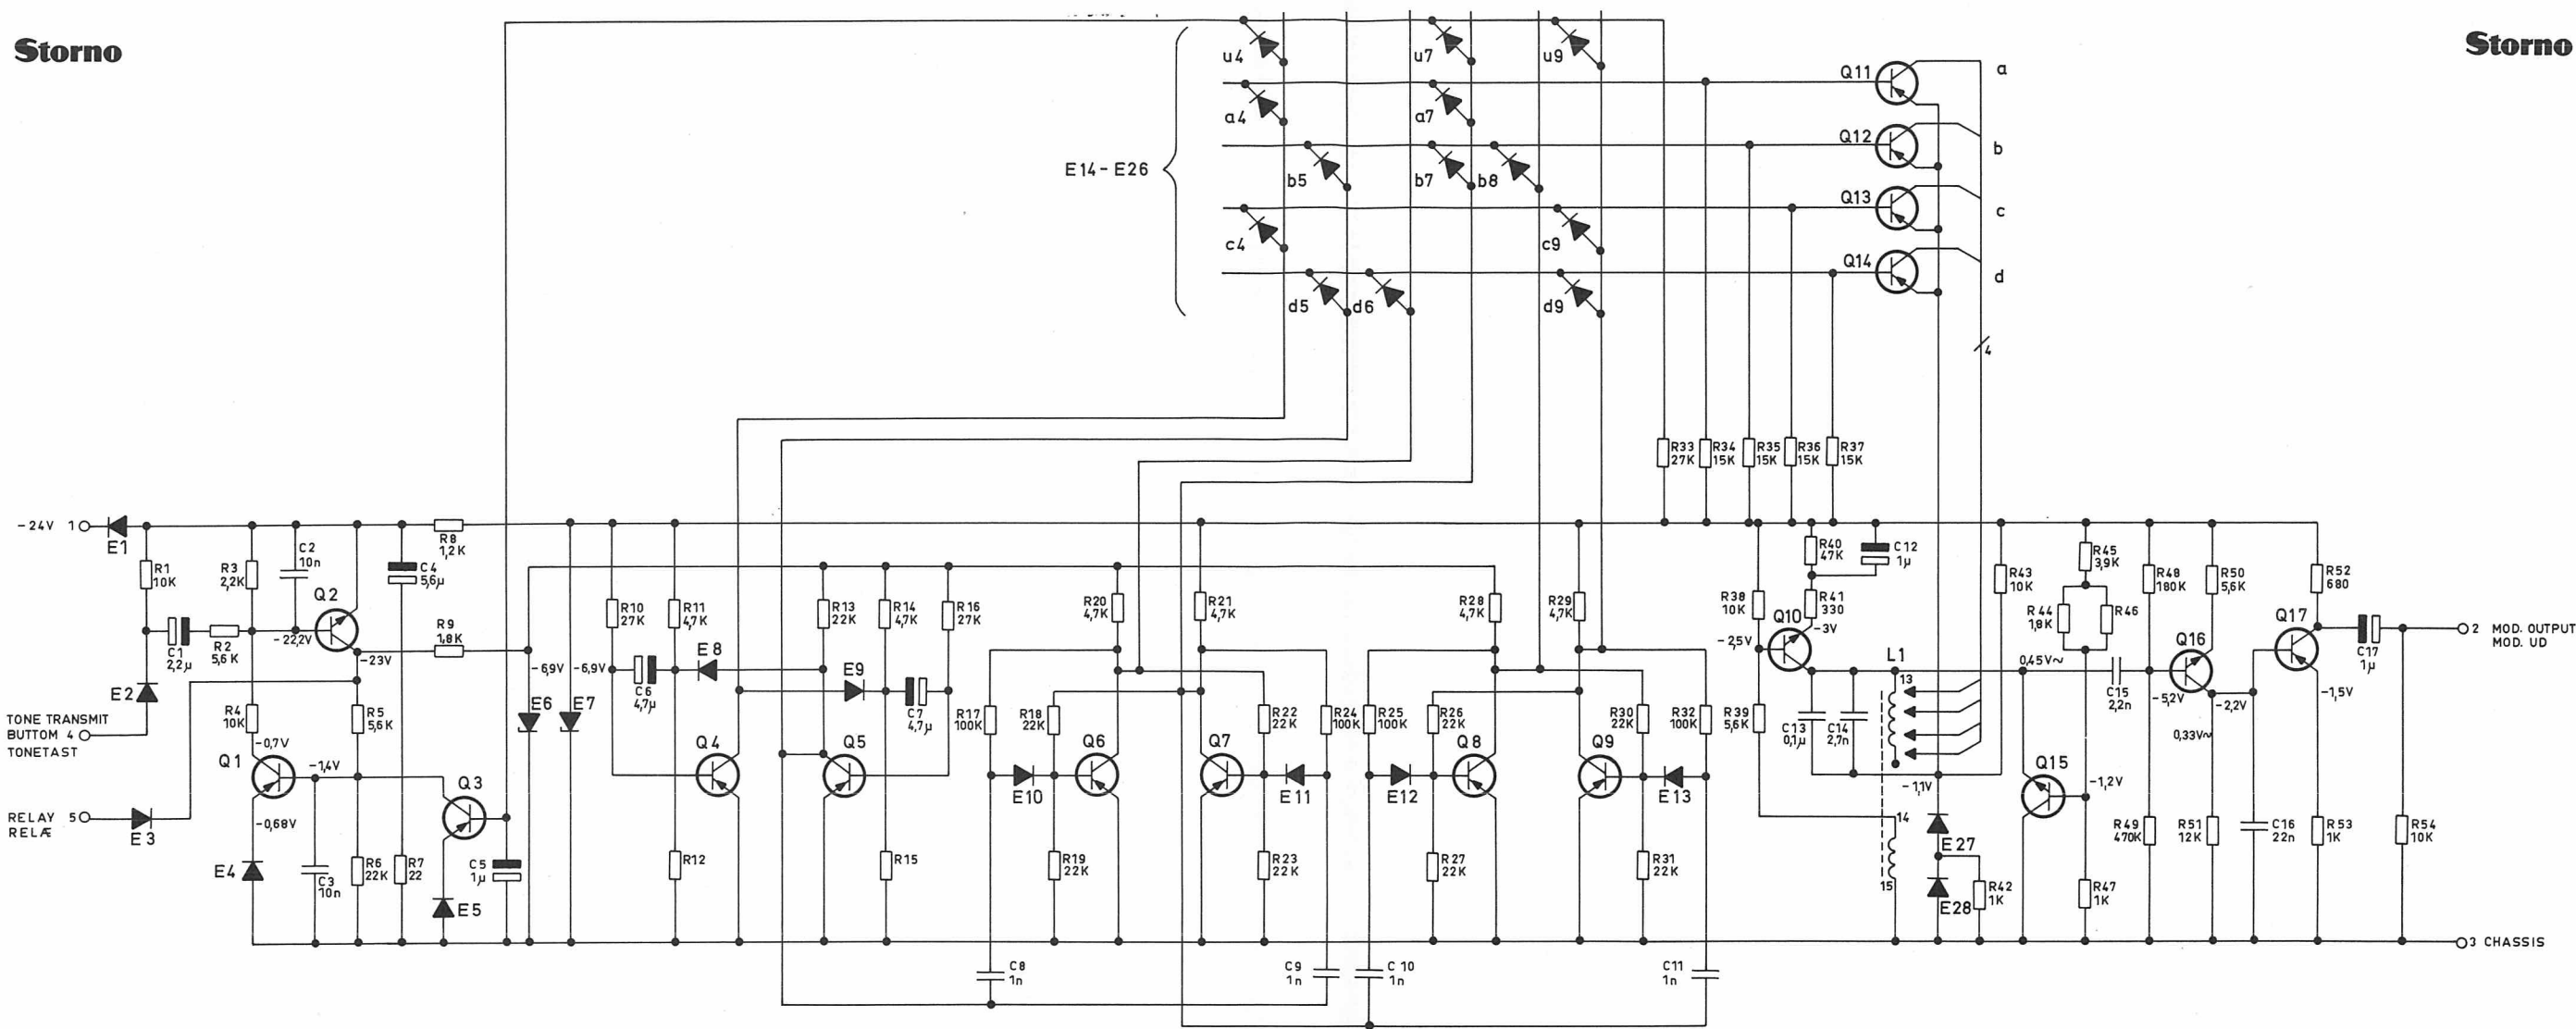 Storno
Storno
u4
u7
u9
Q11
a
a4
a7
Q12
b
E14-E26
b5
b7
b8
Q13
c
c4
c9
Q14
d
d5
d6
d9
4
R33
27K
R34
15K
R35
15K
R36
15K
R37
15K
-24V 1
E1
R1
10K
R3
2,2K
C2
10n
C4
5,6µ
R8
1,2K
Q2
C1
2,2µ
R2
5,6K
-22,2V
-23V
R9
1,8K
E2
R4
10K
R5
5,6K
TONE TRANSMIT
BUTTOM 4
TONETAST
-0,7V
Q1
-1,4V
Q3
RELAY 5
RELÆ
E3
-0,68V
E4
C3
10n
R6
22K
R7
22
C5
1µ
E5
-6,9V
-6,9V
E6
E7
R10
27K
R11
4,7K
C6
4,7µ
E8
E9
R13
22K
R14
4,7K
R16
27K
C7
4,7µ
Q4
Q5
R12
R15
R17
100K
R18
22K
R20
4,7K
R21
4,7K
Q6
Q7
E10
E11
R22
22K
R24
100K
R19
22K
R23
22K
C8
1n
C9
1n
R25
100K
R26
22K
R28
4,7K
R29
4,7K
Q8
Q9
E12
E13
R30
22K
R32
100K
R27
22K
R31
22K
C 10
1n
C11
1n
R38
10K
R40
47K
C12
1µ
R41
330
Q10
-3V
-2,5V
R39
5,6K
C13
0,1µ
C14
2,7n
L1
13
14
15
-1,1V
E27
E28
R42
1K
R43
10K
R45
3,9K
R44
1,8K
R46
0,45V~
Q15
-1,2V
R47
1K
C15
2,2n
R48
180K
R50
5,6K
Q16
-5,2V
-2,2V
0,33V~
R49
470K
R51
12K
C16
22n
R52
680
Q17
-1,5V
R53
1K
C17
1µ
R54
10K
2 MOD. OUTPUT
MOD. UD
3 CHASSIS